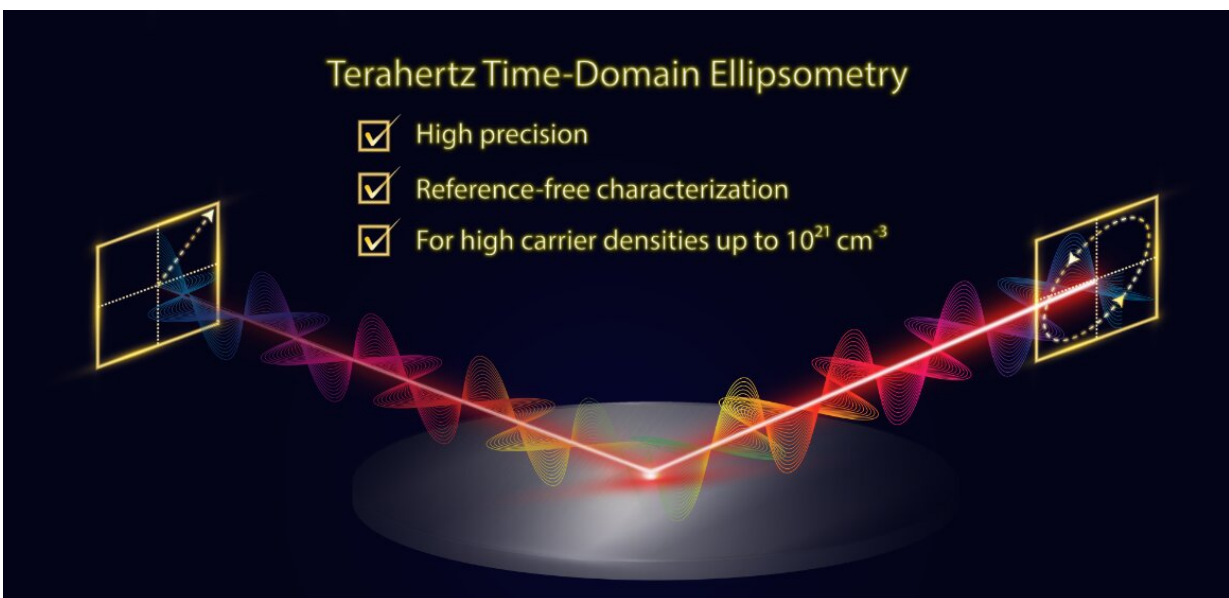 Terahertz Time-Domain Ellipsometry
High precision
Reference-free characterization
For high carrier densities up to 10²¹ cm⁻³